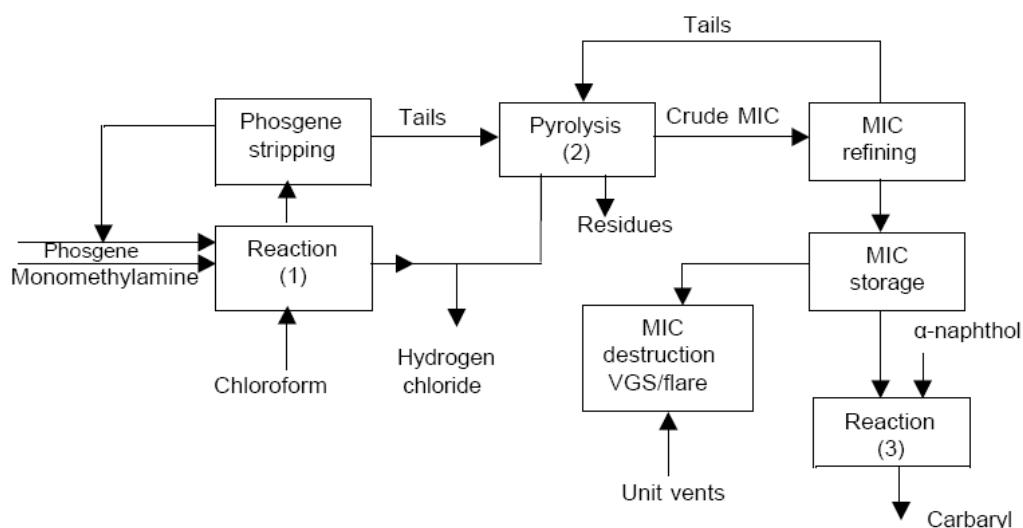 Tails
Phosgene
stripping
Tails
Pyrolysis
(2)
Crude MIC
MIC
refining
Residues
Phosgene
Monomethylamine
Reaction
(1)
MIC
storage
Chloroform
Hydrogen
chloride
MIC
destruction
VGS/flare
α-naphthol
Reaction
(3)
Unit vents
Carbaryl